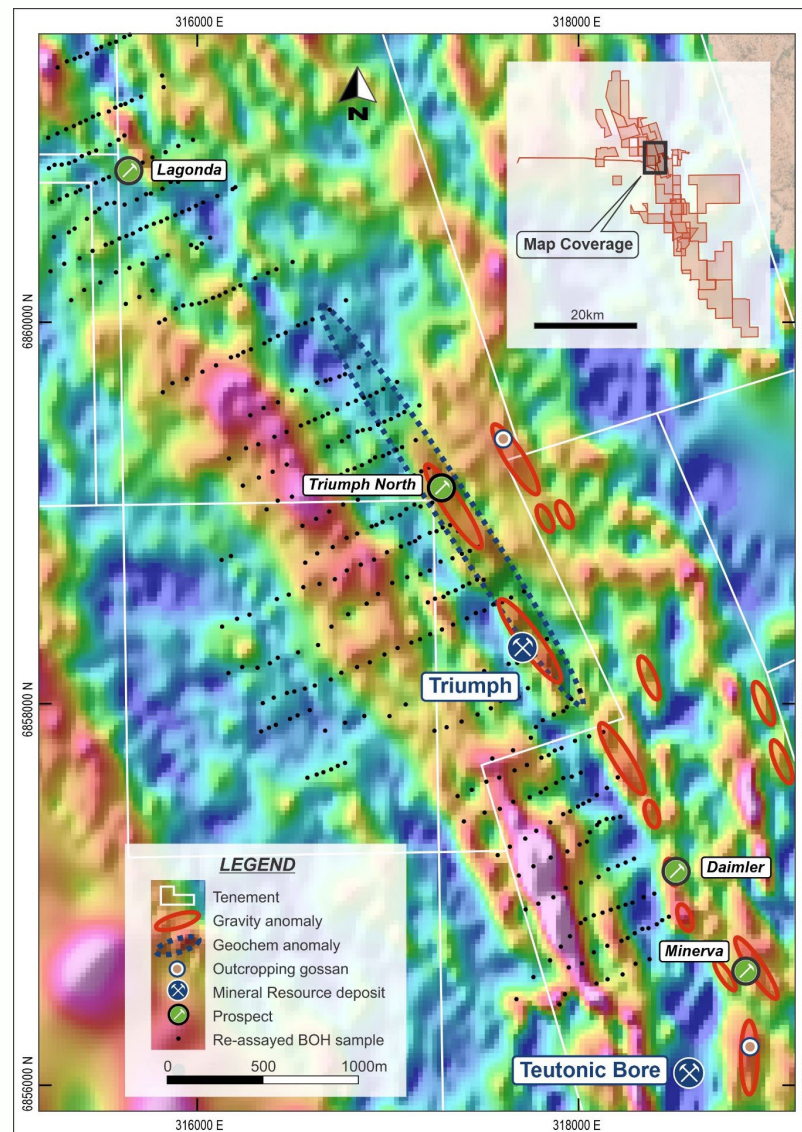 316000 E
318000 E
N
Lagonda
Map Coverage
20km
6860000 N
Triumph North
Triumph
6858000 N
LEGEND
Tenement
Gravity anomaly
Geochem anomaly
Outcropping gossan
Mineral Resource deposit
Prospect
Re-assayed BOH sample
0 500 1000m
Daimler
Minerva
Teutonic Bore
6856000 N
316000 E
318000 E